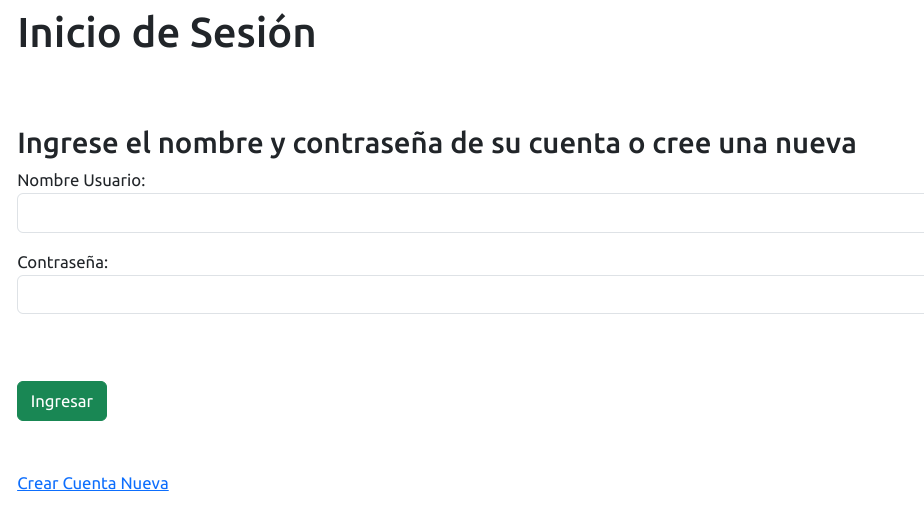 Inicio de Sesión
Ingrese el nombre y contraseña de su cuenta o cree una nueva
Nombre Usuario:
Contraseña:
Ingresar
Crear Cuenta Nueva